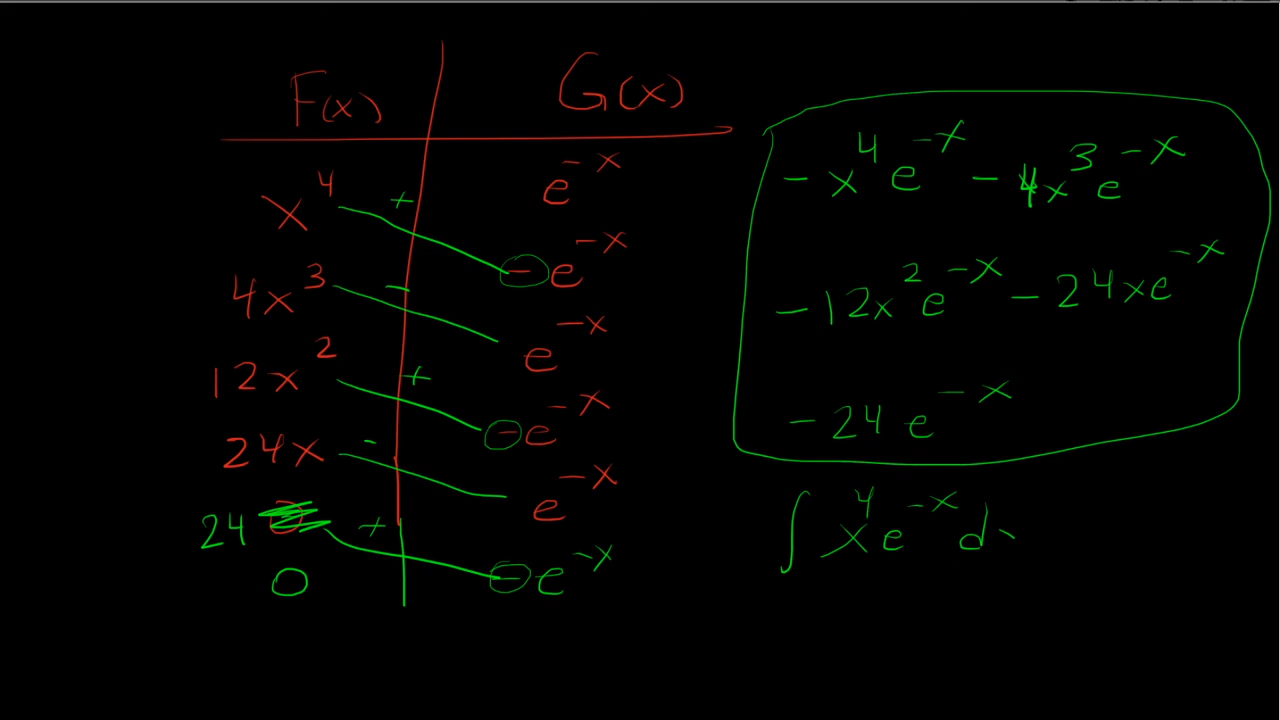 F(x) G(x)
x⁴ + e^{-x}
4x³ - -e^{-x}
12x² + e^{-x}
24x - -e^{-x}
24 + e^{-x}
0 -e^{-x}
-x⁴e^{-x} - 4x³e^{-x}
-12x²e^{-x} - 24xe^{-x}
-24e^{-x}
∫x⁴e^{-x}d